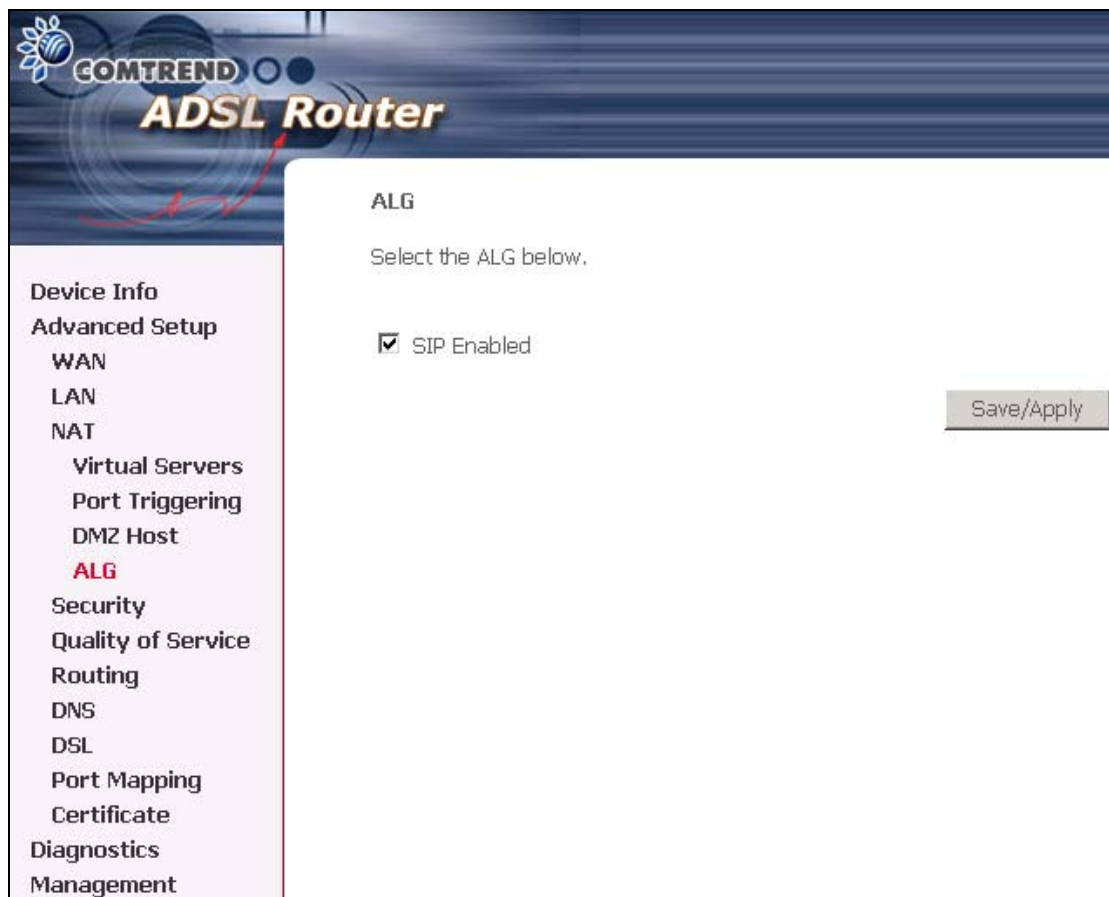 COMTREND
ADSL Router
Device Info
Advanced Setup
WAN
LAN
NAT
Virtual Servers
Port Triggering
DMZ Host
ALG
Security
Quality of Service
Routing
DNS
DSL
Port Mapping
Certificate
Diagnostics
Management
ALG
Select the ALG below.
SIP Enabled
Save/Apply